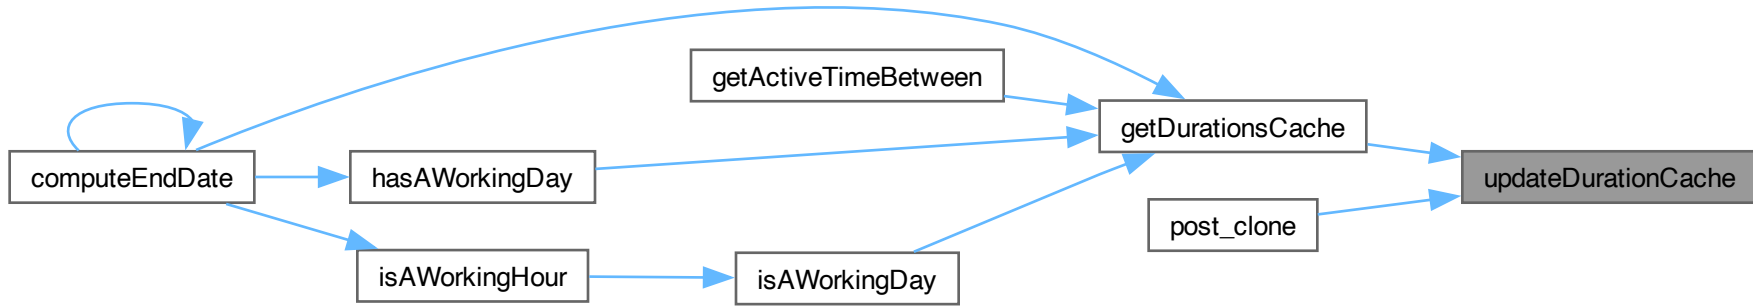 getActiveTimeBetween
getDurationsCache
computeEndDate
hasAWorkingDay
updateDurationCache
post_clone
isAWorkingHour
isAWorkingDay